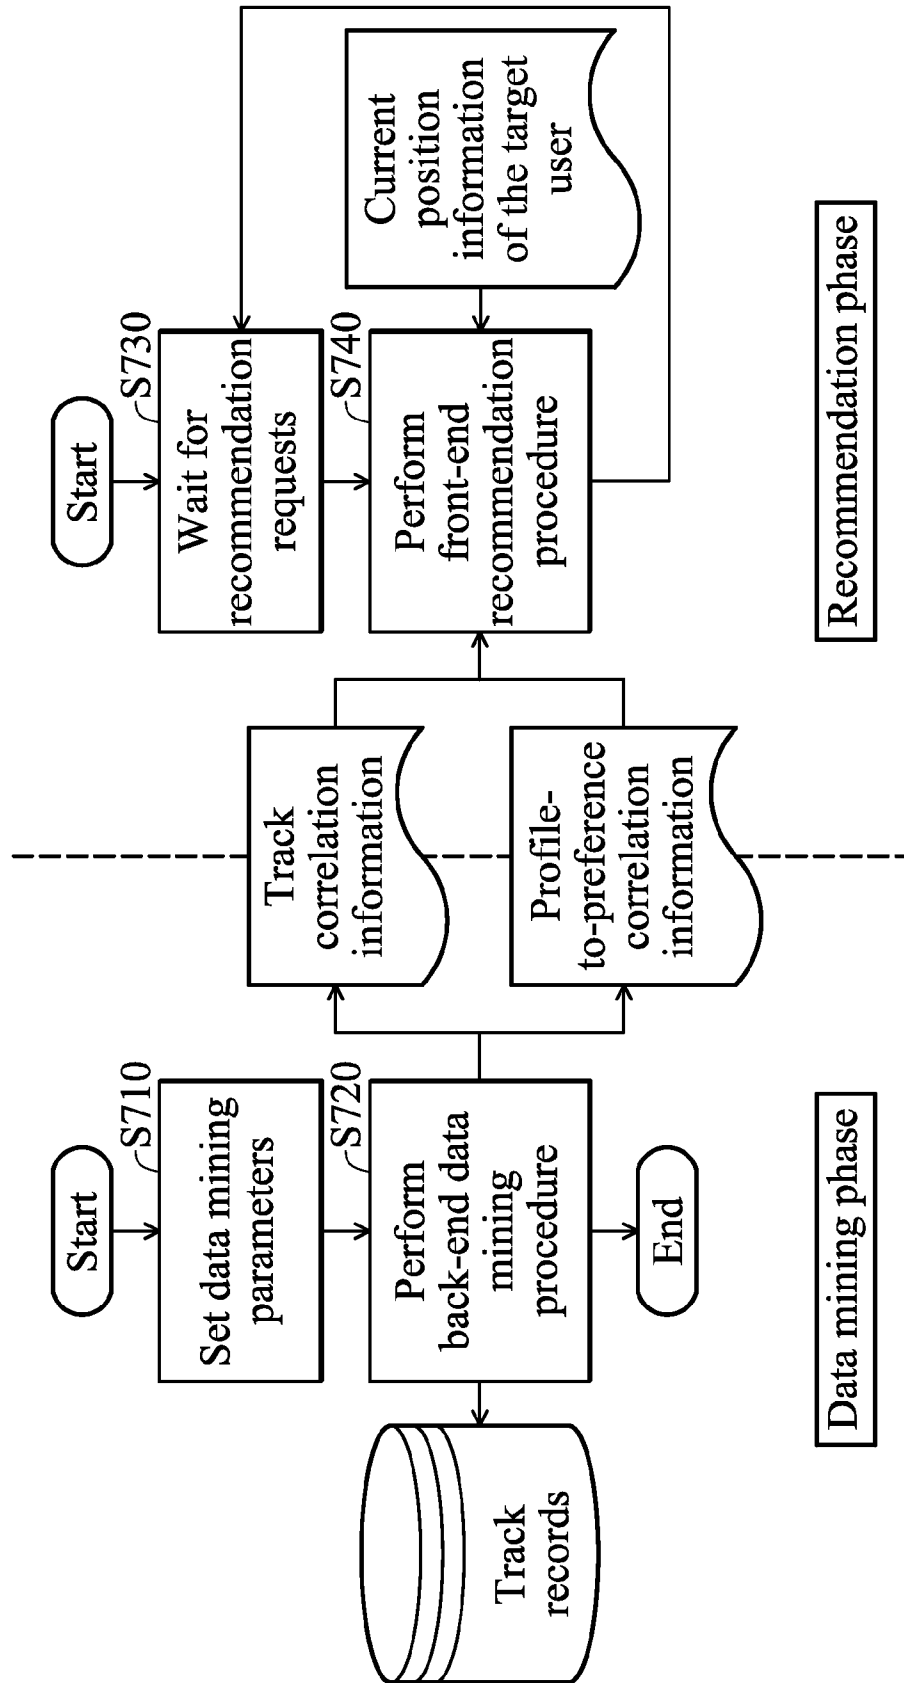 Start
S710
Set data mining
parameters
S720
Perform
back-end data
mining
procedure
End
Track
records
Data mining phase
Track
correlation
information
Profile-
to-preference
correlation
information
Start
S730
Wait for
recommendation
requests
S740
Perform
front-end
recommendation
procedure
Current
position
information
of the target
user
Recommendation phase